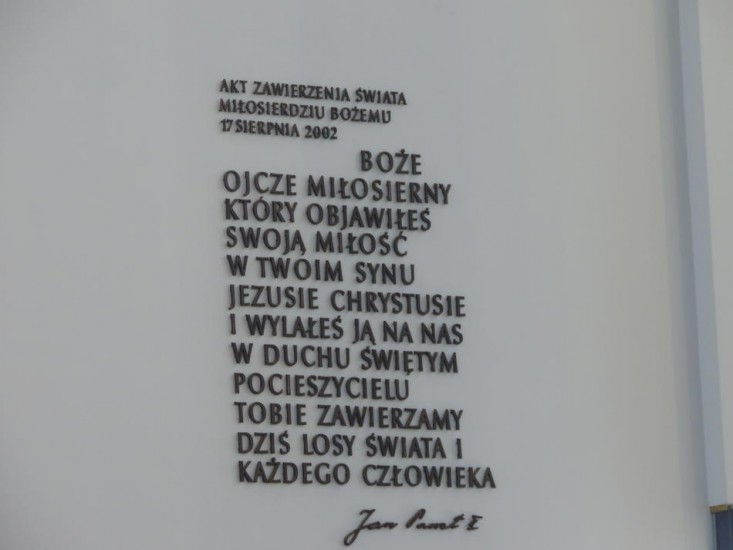 AKT ZAWIERZENIA ŚWIATA
MIŁOSIERDZIU BOŻEMU
17 SIERPNIA 2002
BOŻE
OJCZE MIŁOSIERNY
KTÓRY OBJAWIŁEŚ
SWOJĄ MIŁOŚĆ
W TWOIM SYNU
JEZUSIE CHRYSTUSIE
I WYLAŁEŚ JĄ NA NAS
W DUCHU ŚWIĘTYM
POCIESZYCIELU
TOBIE ZAWIERZAMY
DZIŚ LOSY ŚWIATA I
KAŻDEGO CZŁOWIEKA
Jan Paweł II